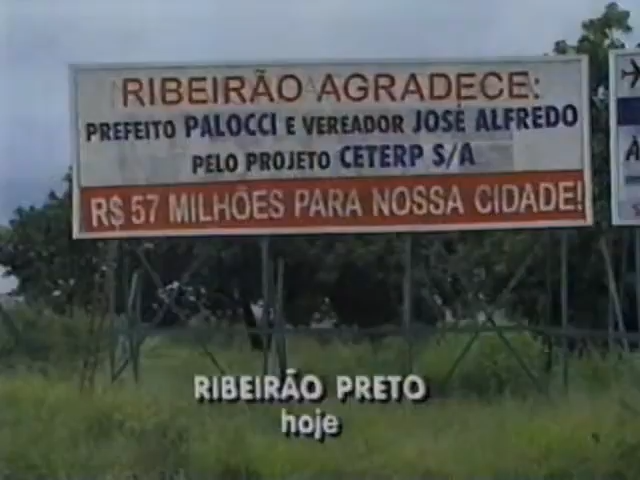 RIBEIRÃO AGRADECE:
PREFEITO PALOCCI E VEREADOR JOSÉ ALFREDO
PELO PROJETO CETERP S/A
R$ 57 MILHÕES PARA NOSSA CIDADE!
RIBEIRÃO PRETO
hoje